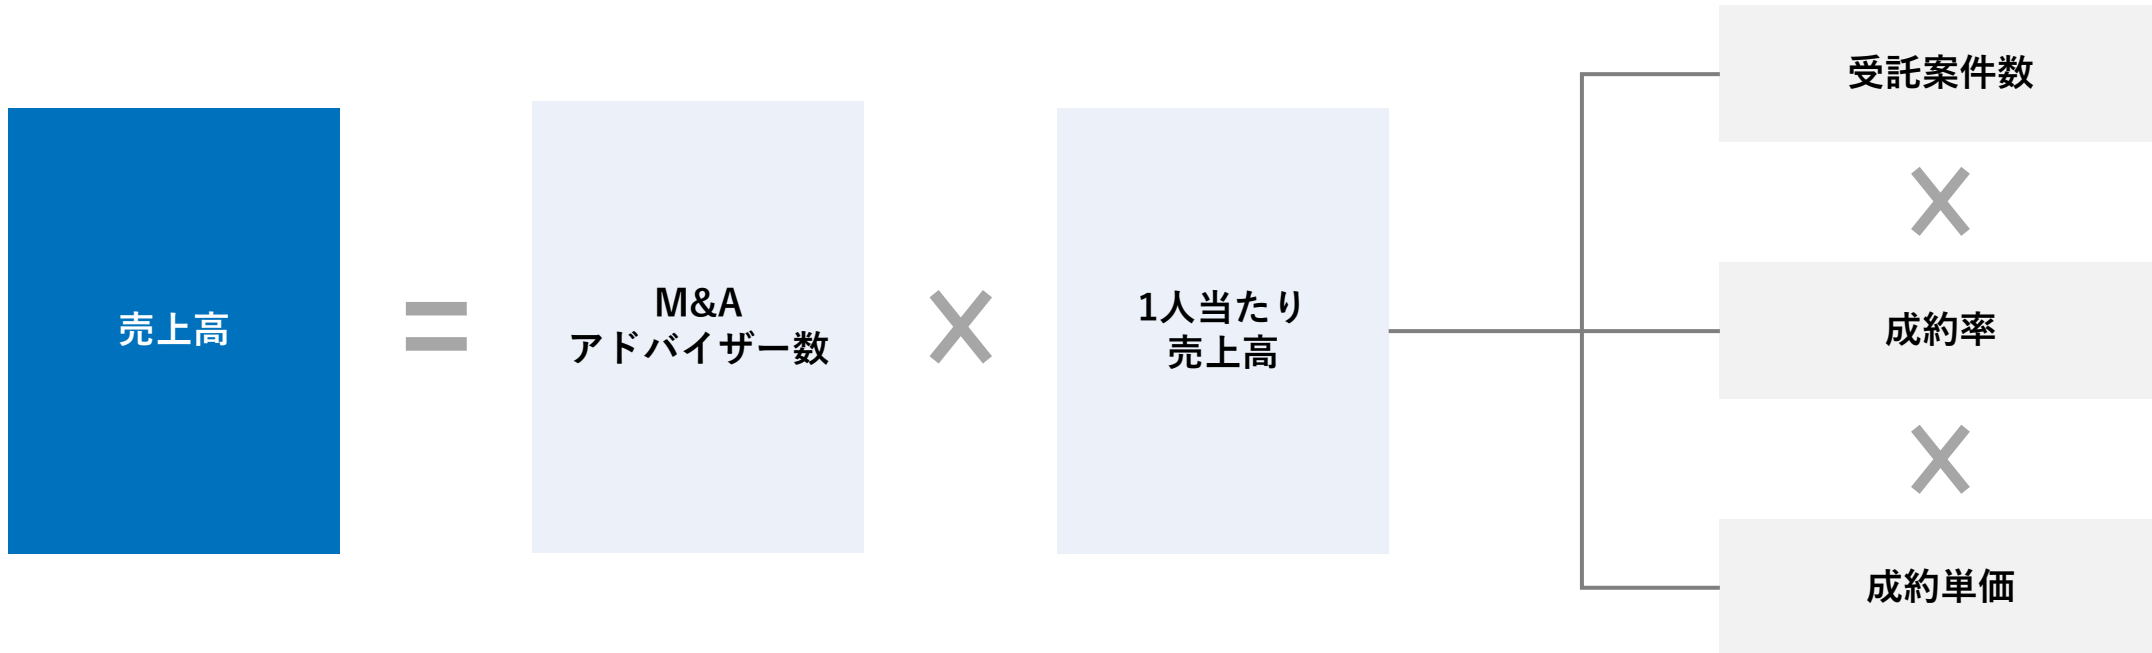 売上高
M&A
アドバイザー数
1人当たり
売上高
受託案件数
成約率
成約単価